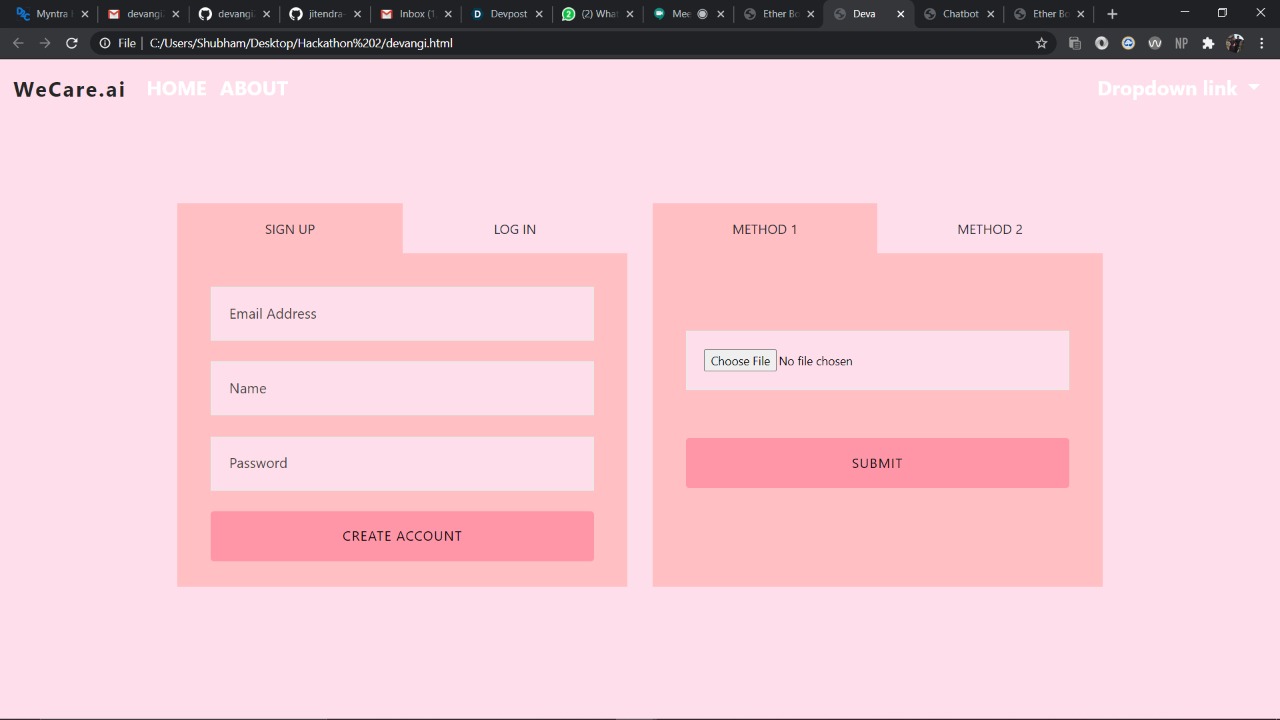 Myntra
devangi
devangi
jitendra-
Inbox (1
Devpost
(2) What
Mee
Ether Bo
Deva
Chatbot
Ether Bo
File | C:/Users/Shubham/Desktop/Hackathon%202/devangi.html
NP
WeCare.ai HOME ABOUT Dropdown link
SIGN UP LOG IN
Email Address
Name
Password
CREATE ACCOUNT
METHOD 1 METHOD 2
Choose File No file chosen
SUBMIT